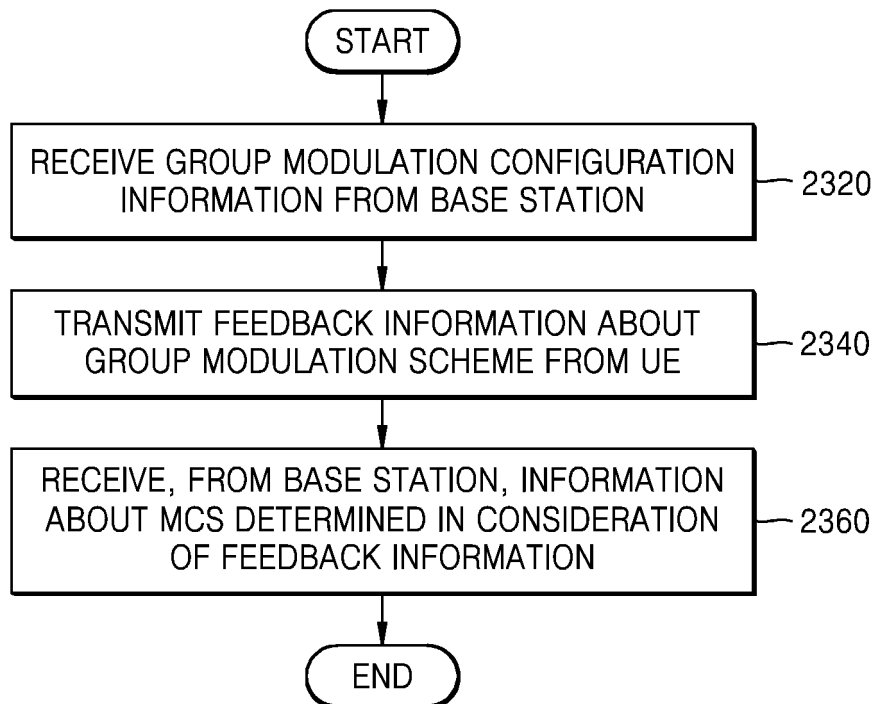 START
RECEIVE GROUP MODULATION CONFIGURATION
INFORMATION FROM BASE STATION
2320
TRANSMIT FEEDBACK INFORMATION ABOUT
GROUP MODULATION SCHEME FROM UE
2340
RECEIVE, FROM BASE STATION, INFORMATION
ABOUT MCS DETERMINED IN CONSIDERATION
OF FEEDBACK INFORMATION
2360
END